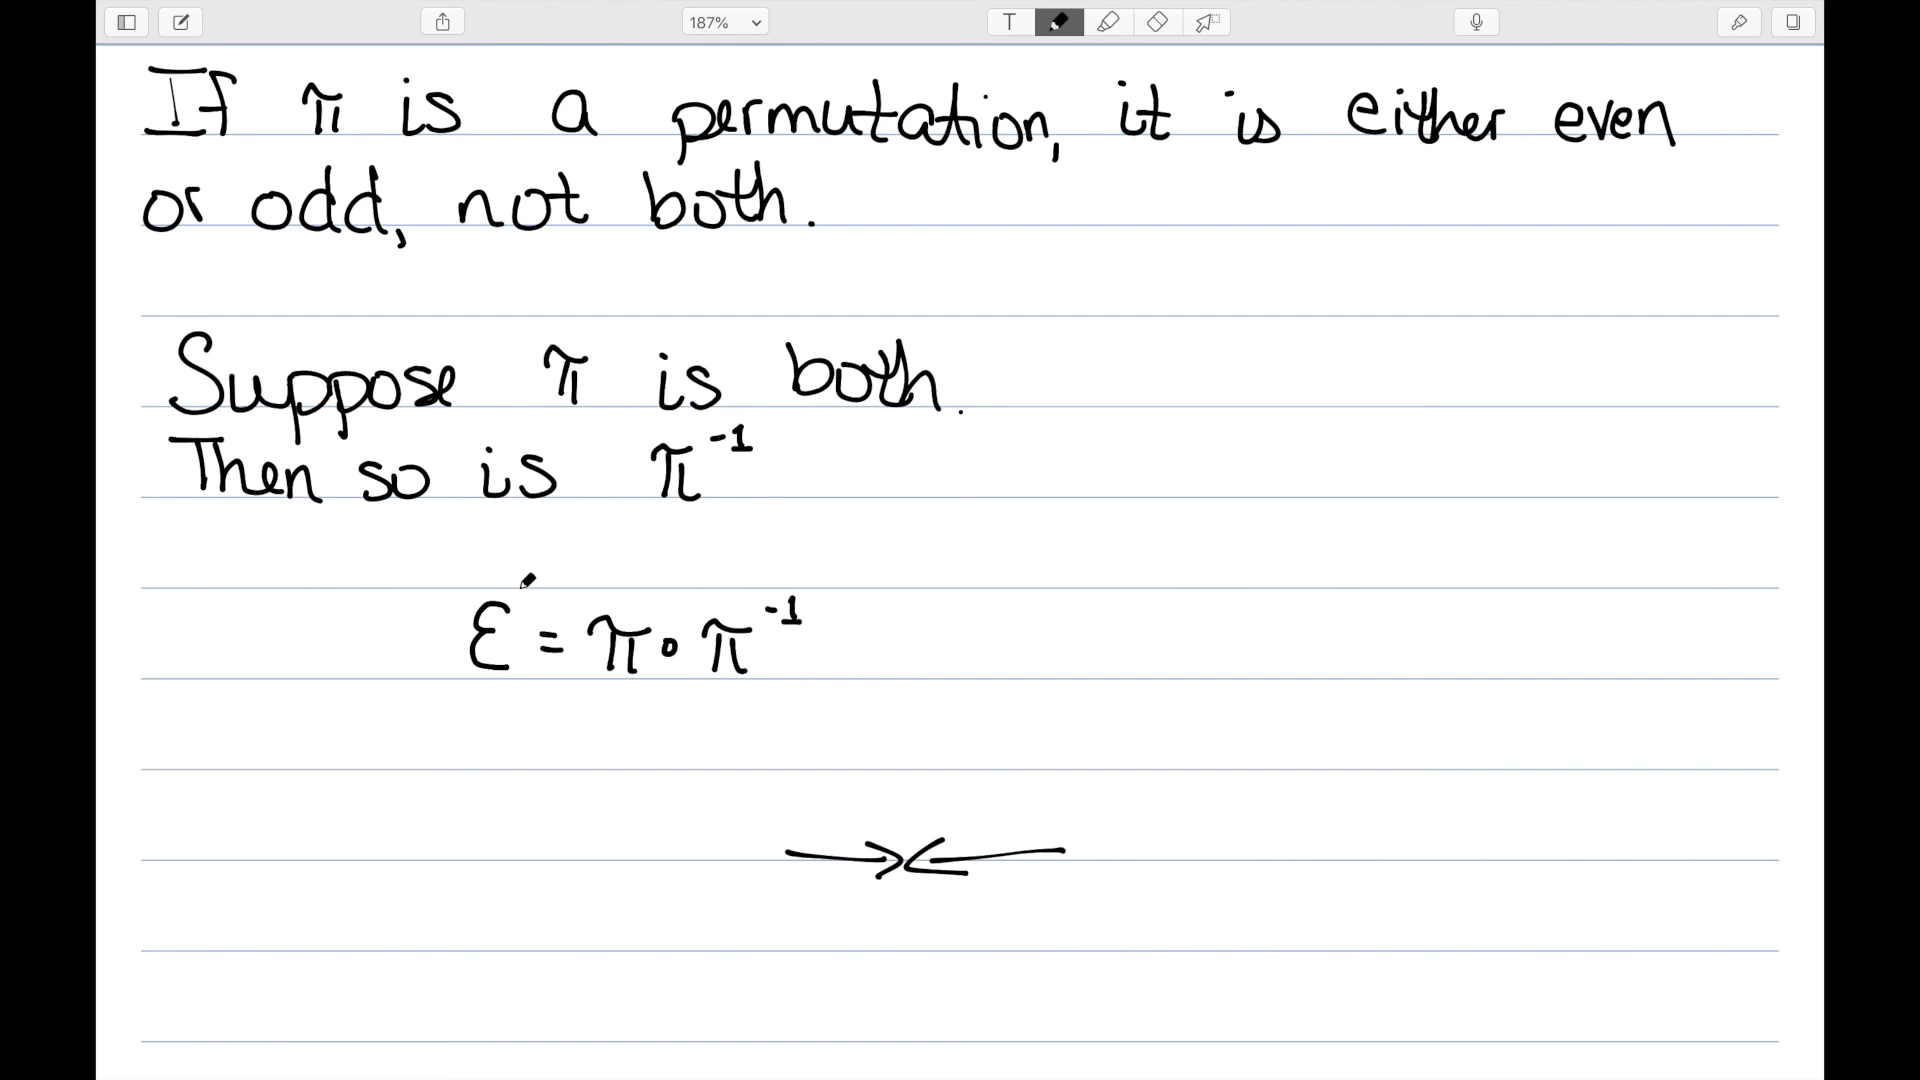 187%
T
If π is a permutation, it is either even
or odd, not both.
Suppose π is both.
Then so is π⁻¹
ε = π∘π⁻¹
→←